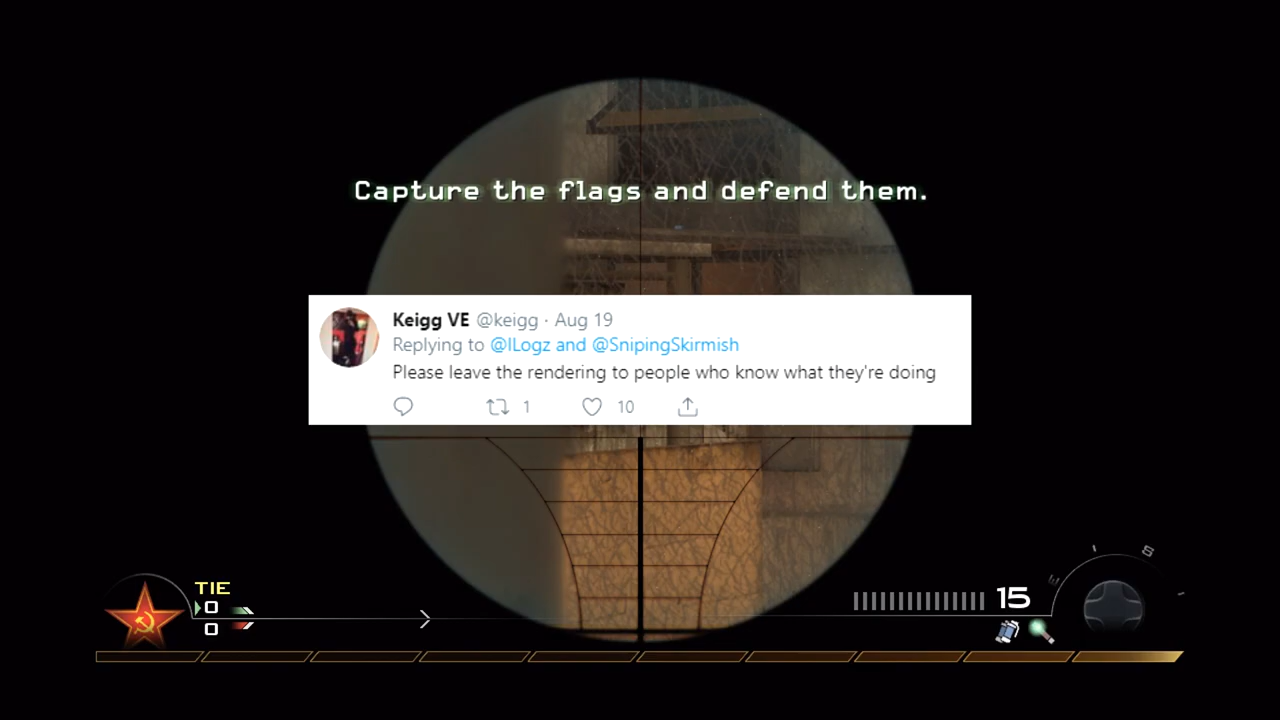 Capture the flags and defend them.
Keigg VE @keigg · Aug 19
Replying to @ILogz and @SnipingSkirmish
Please leave the rendering to people who know what they're doing
1 10
TIE
0
0
15
E S